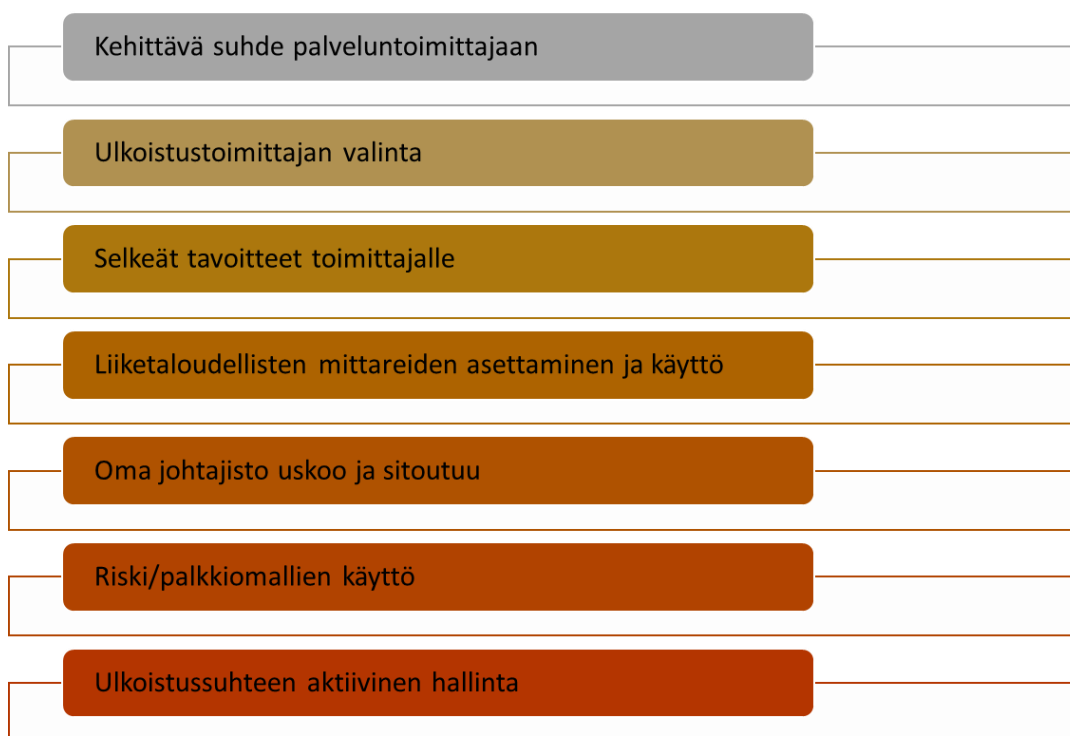 Kehittävä suhde palveluntoimittajaan
Ulkoistustoimittajan valinta
Selkeät tavoitteet toimittajalle
Liiketaloudellisten mittareiden asettaminen ja käyttö
Oma johtajisto uskoo ja sitoutuu
Riski/palkkiomallien käyttö
Ulkoistussuhteen aktiivinen hallinta